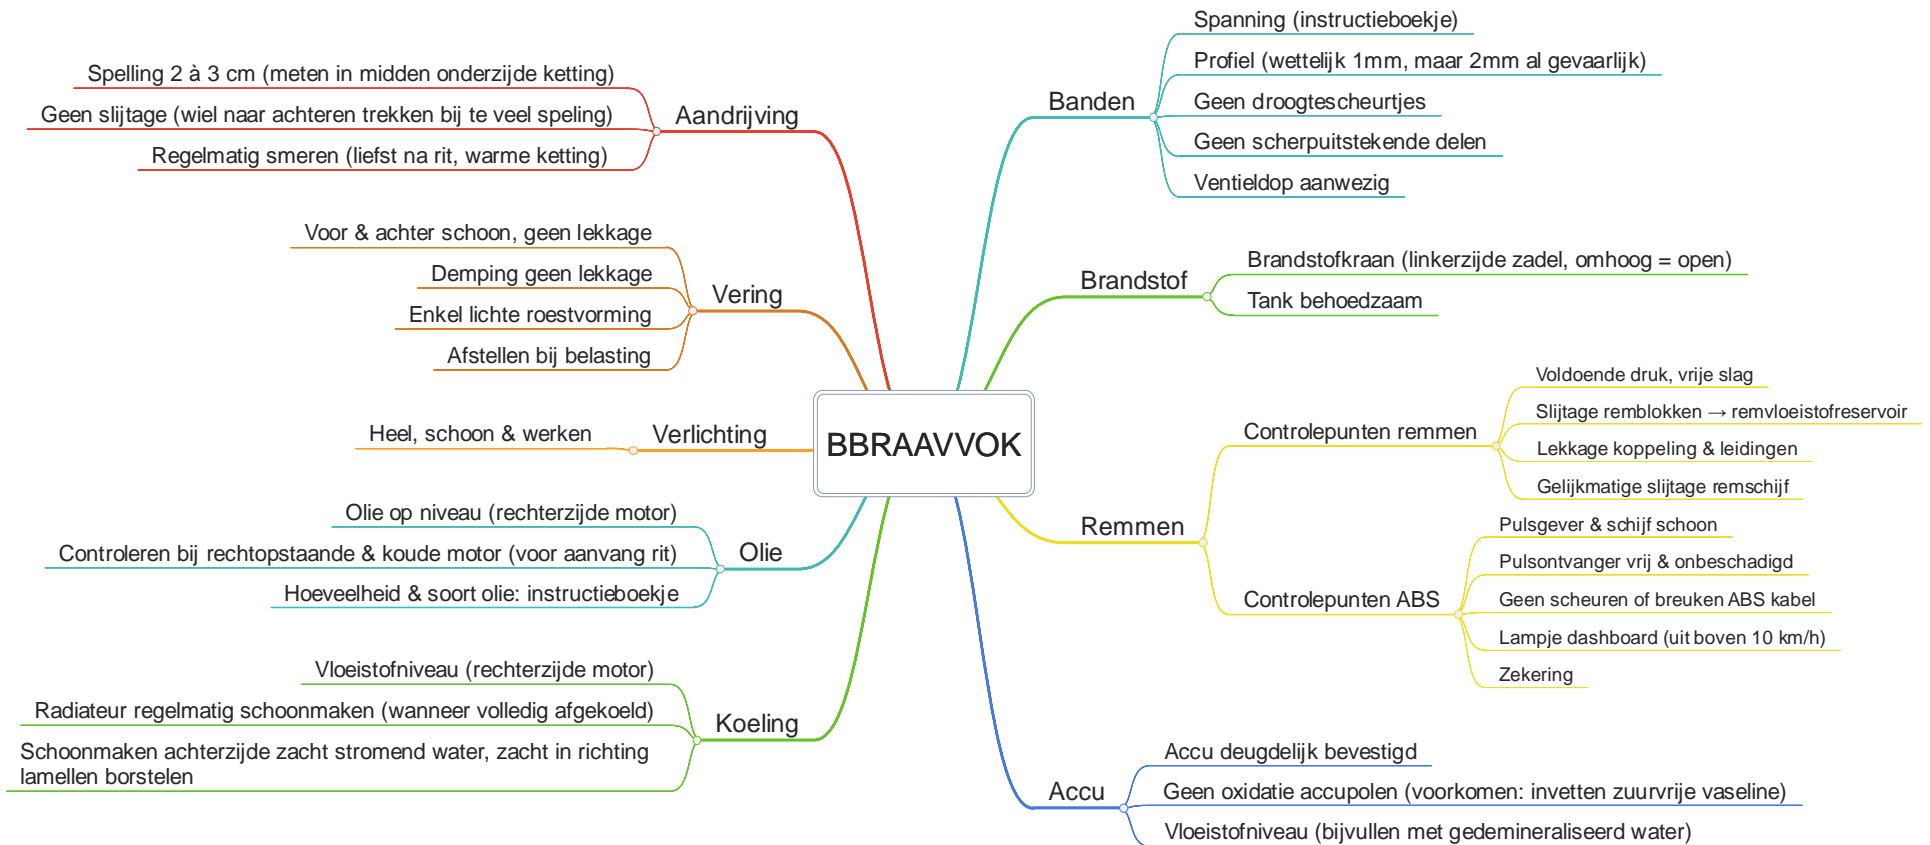 BBRAAVVOK
Banden
Spanning (instructieboekje)
Profiel (wettelijk 1mm, maar 2mm al gevaarlijk)
Geen droogtescheurtjes
Geen scherpuitstekende delen
Ventieldop aanwezig
Brandstof
Brandstofkraan (linkerzijde zadel, omhoog = open)
Tank behoedzaam
Remmen
Controlepunten remmen
Voldoende druk, vrije slag
Slijtage remblokken → remvloeistofreservoir
Lekkage koppeling & leidingen
Gelijkmatige slijtage remschijf
Controlepunten ABS
Pulsgever & schijf schoon
Pulsontvanger vrij & onbeschadigd
Geen scheuren of breuken ABS kabel
Lampje dashboard (uit boven 10 km/h)
Zekering
Accu
Accu deugdelijk bevestigd
Geen oxidatie accupolen (voorkomen: invetten zuurvrije vaseline)
Vloeistofniveau (bijvullen met gedemineraliseerd water)
Aandrijving
Spelling 2 à 3 cm (meten in midden onderzijde ketting)
Geen slijtage (wiel naar achteren trekken bij te veel speling)
Regelmatig smeren (liefst na rit, warme ketting)
Vering
Voor & achter schoon, geen lekkage
Demping geen lekkage
Enkel lichte roestvorming
Afstellen bij belasting
Verlichting
Heel, schoon & werken
Olie
Olie op niveau (rechterzijde motor)
Controleren bij rechtopstaande & koude motor (voor aanvang rit)
Hoeveelheid & soort olie: instructieboekje
Koeling
Vloeistofniveau (rechterzijde motor)
Radiateur regelmatig schoonmaken (wanneer volledig afgekoeld)
Schoonmaken achterzijde zacht stromend water, zacht in richting
lamellen borstelen